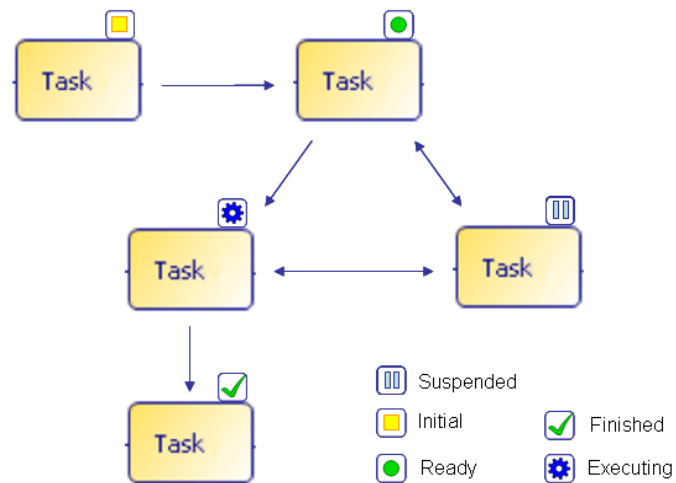 Task
Task
Task
Task
Task
Suspended
Initial
Finished
Ready
Executing